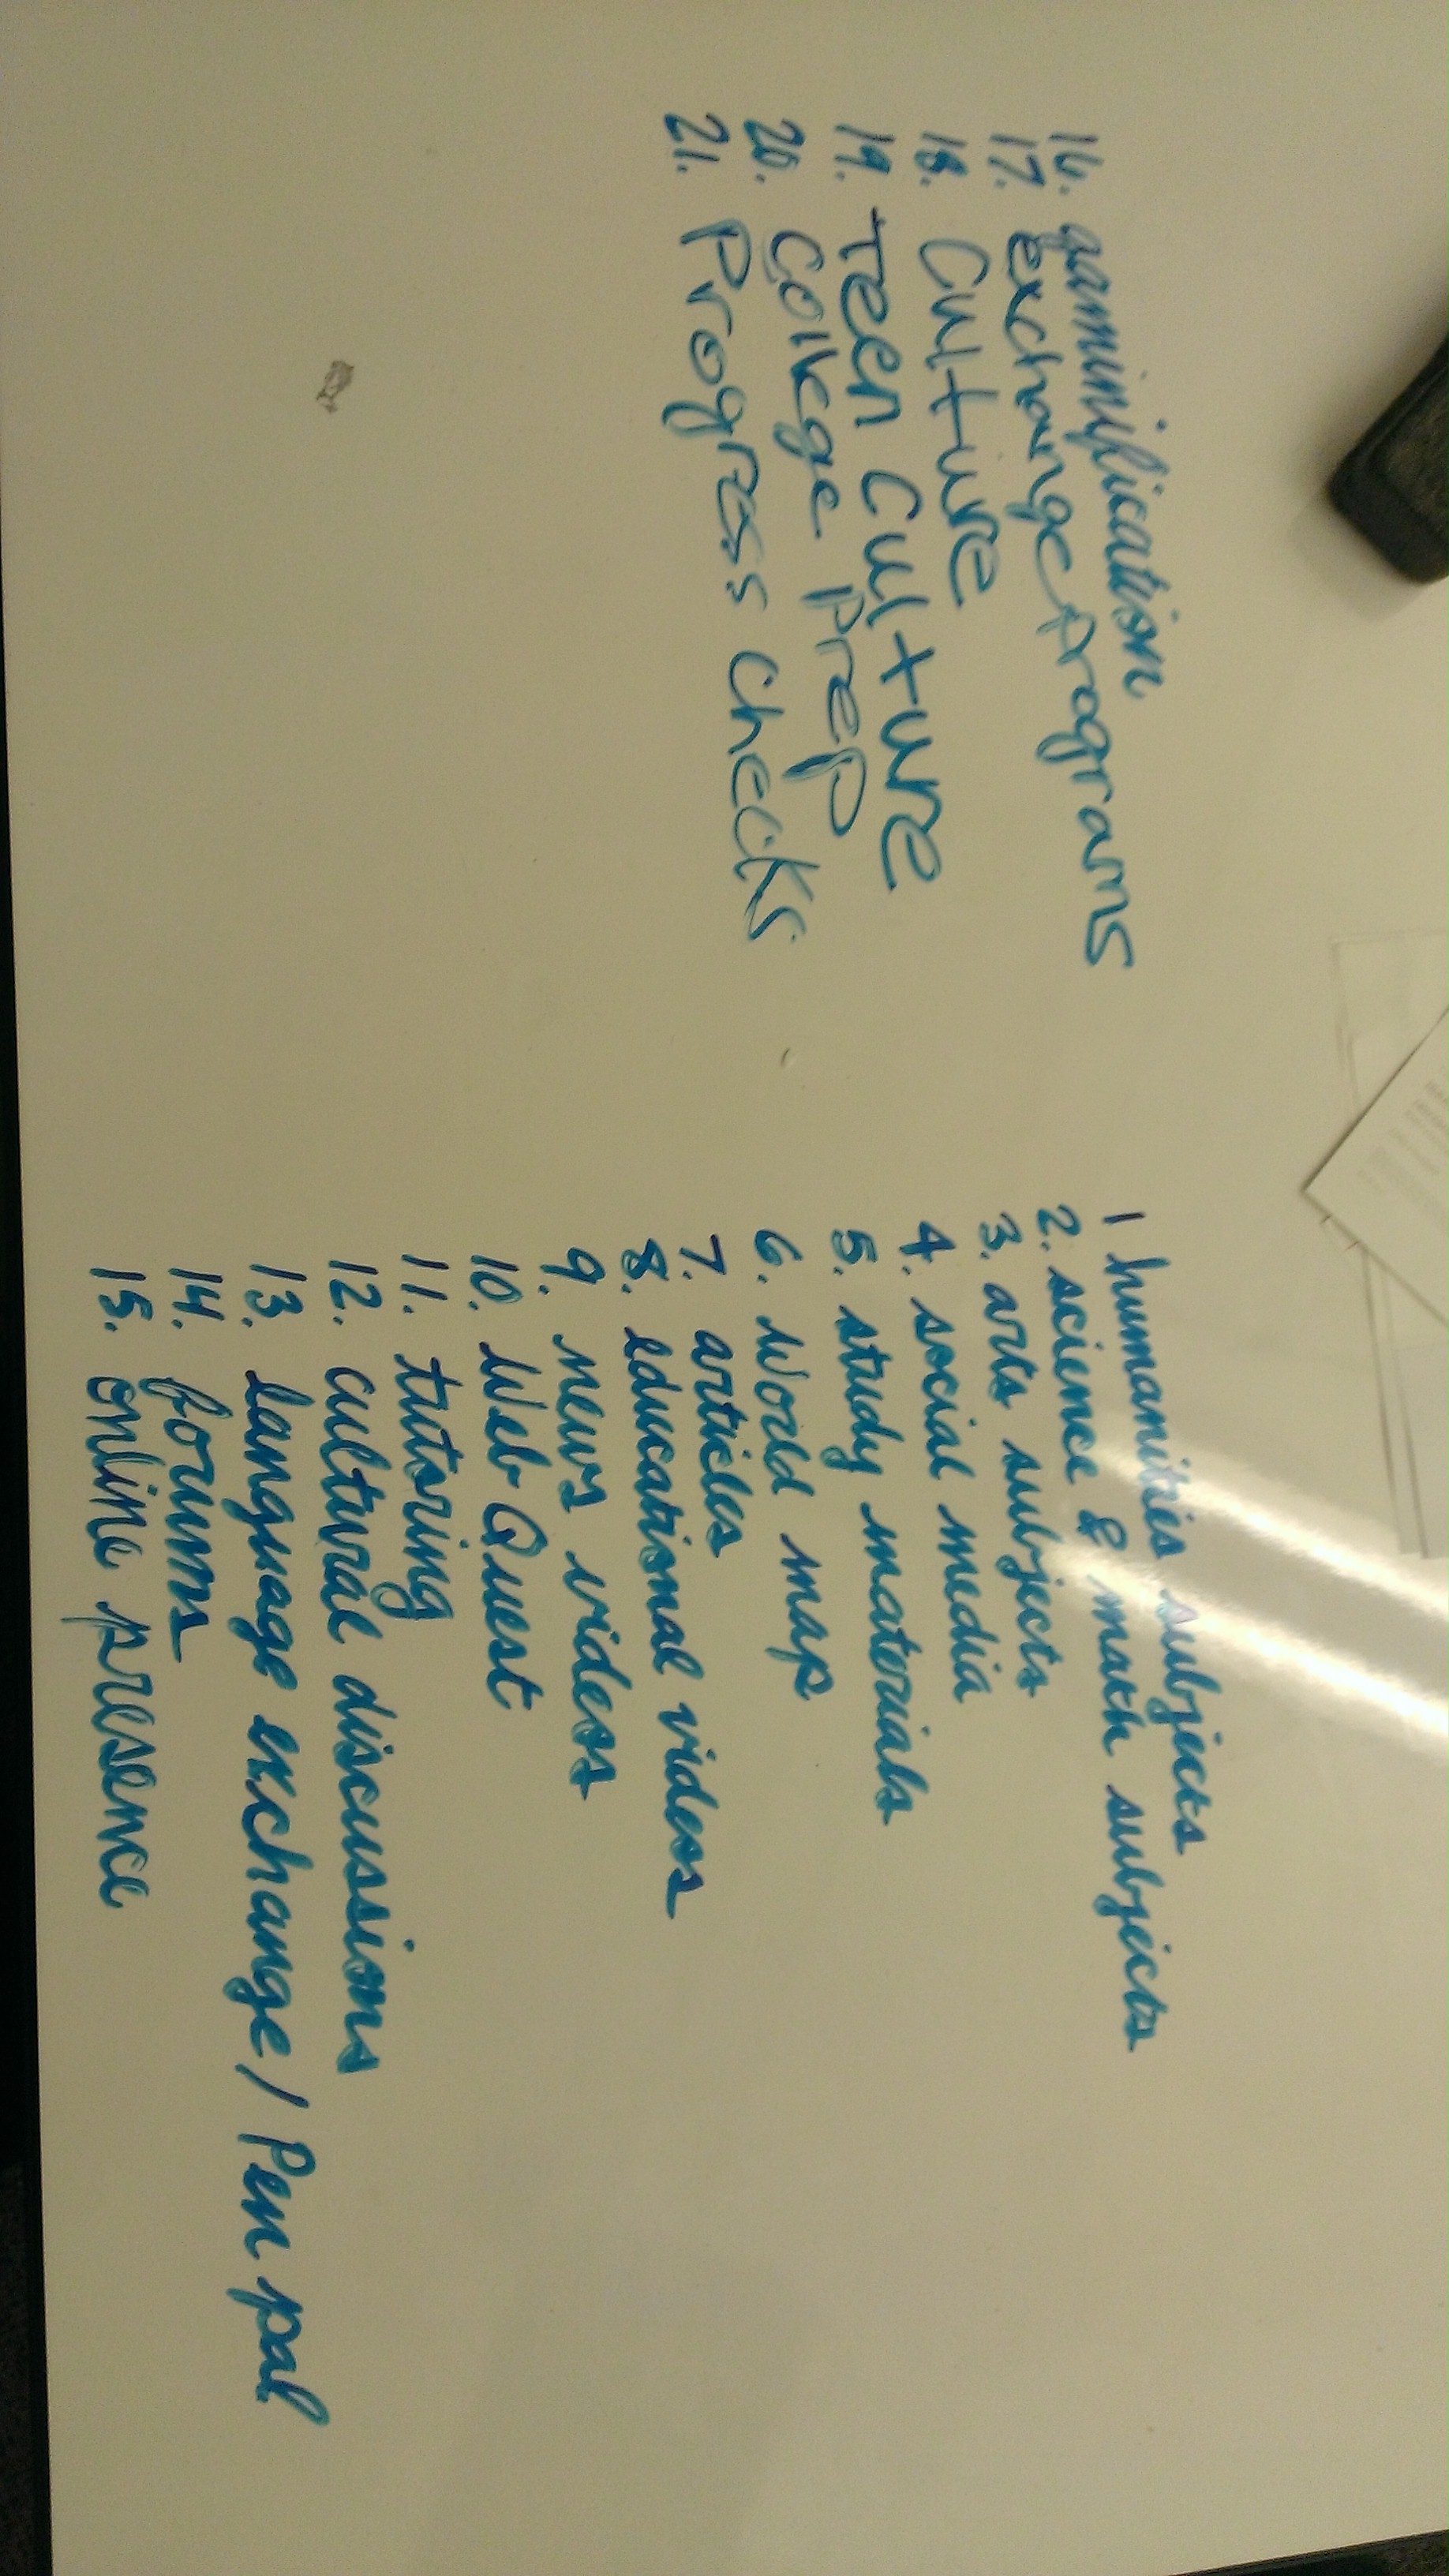 1 humanities subjects
2. science & math subjects
3. arts subjects
4. social media
5. study materials
6. World map
7. articles
8. educational videos
9. news videos
10. Web Quest
11. tutoring
12. cultural discussions
13. language exchange / Pen pal
14. forums
15. online presence
16. gaminification
17. exchange programs
18. Culture
19. Teen Culture
20. College Prep
21. Progress Checks